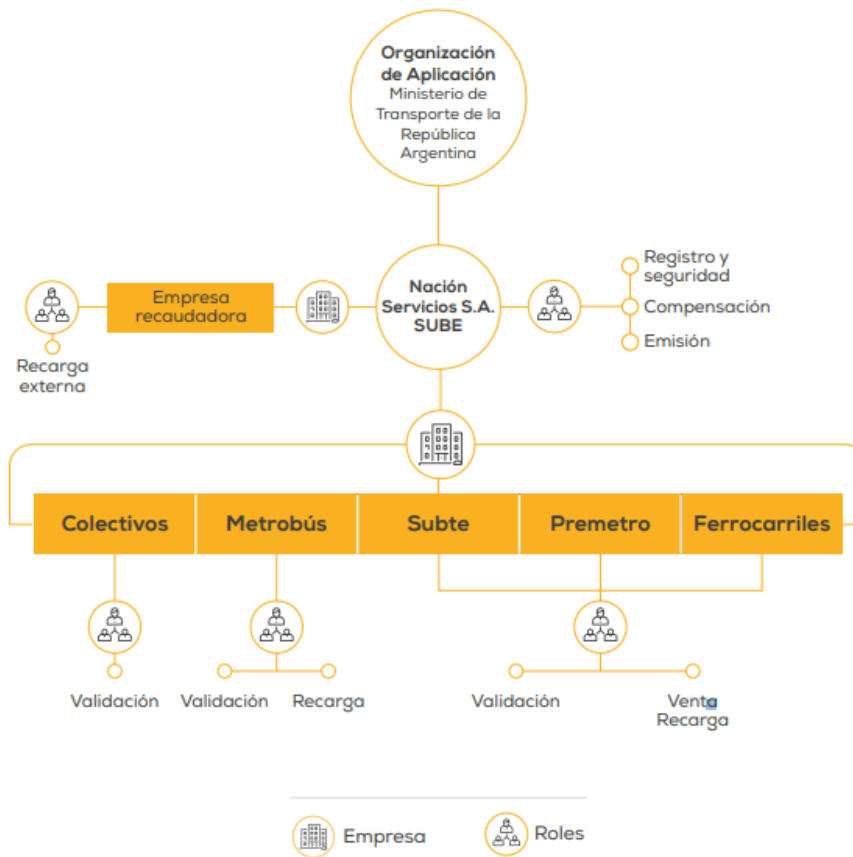 Organización
de Aplicación
Ministerio de
Transporte de la
República
Argentina
Nación
Servicios S.A.
SUBE
Registro y
seguridad
Compensación
Emisión
Empresa
recaudadora
Recarga
externa
Colectivos
Metrobús
Subte
Premetro
Ferrocarriles
Validación
Validación
Recarga
Validación
Venta
Recarga
Empresa
Roles